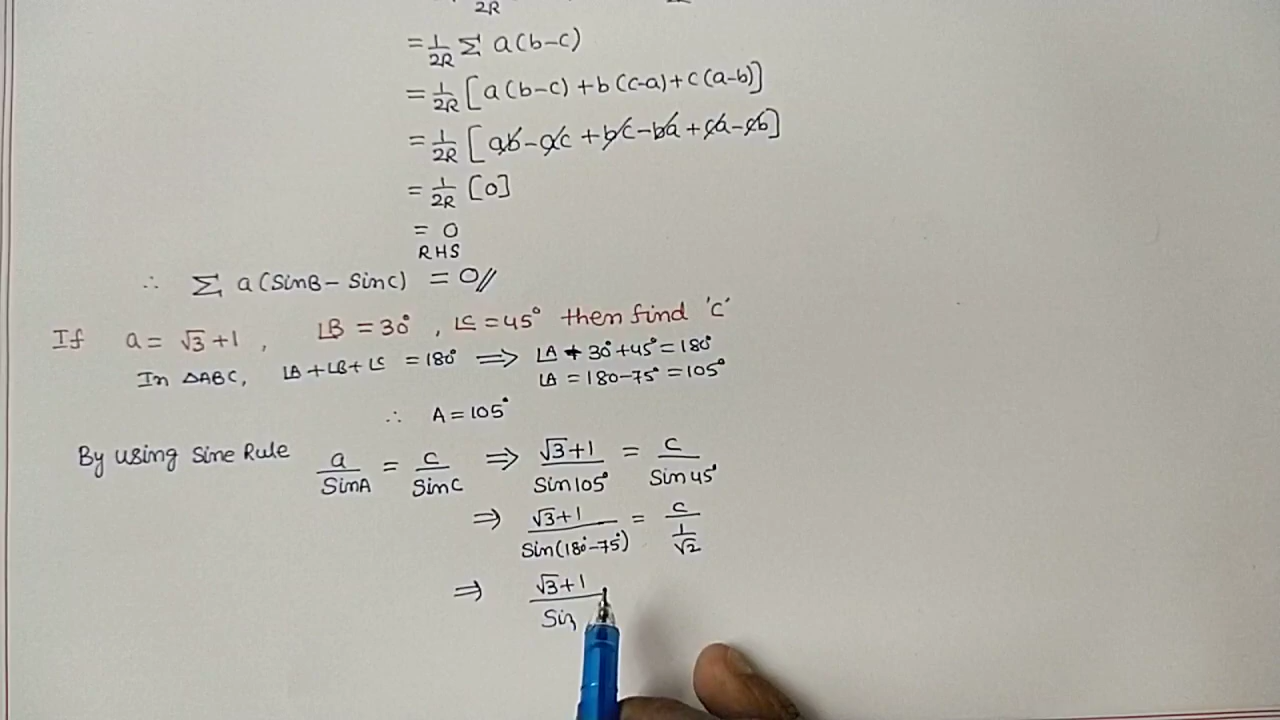 2R
= 1/2R Σ a(b-c)
= 1/2R [a(b-c)+b(c-a)+c(a-b)]
= 1/2R [ab-ac+bc-ba+ca-cb]
= 1/2R [0]
= 0
RHS
∴ Σ a(SinB-SinC) = 0//
If a = √3+1, ∠B = 30°, ∠C = 45° then find 'c'
In ΔABC, ∠A+∠B+∠C = 180° ⇒ ∠A + 30°+45° = 180°
∠A = 180-75° = 105°
∴ A = 105°
By using Sine Rule a/SinA = c/SinC ⇒ √3+1/Sin105° = c/Sin45°
⇒ √3+1/Sin(180°-75°) = c/1/√2
⇒ √3+1/Sin